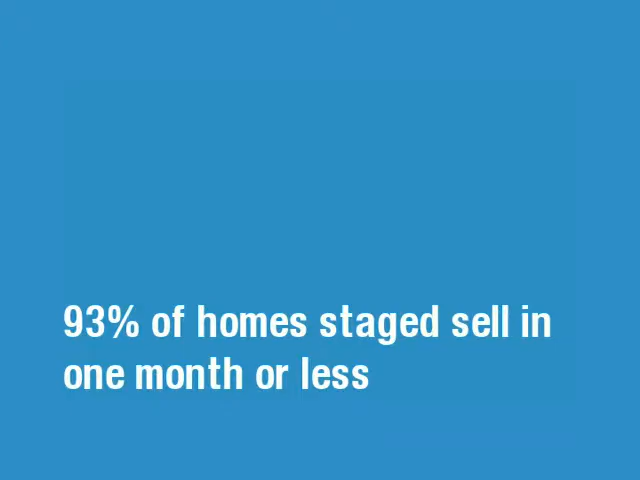 93% of homes staged sell in
one month or less